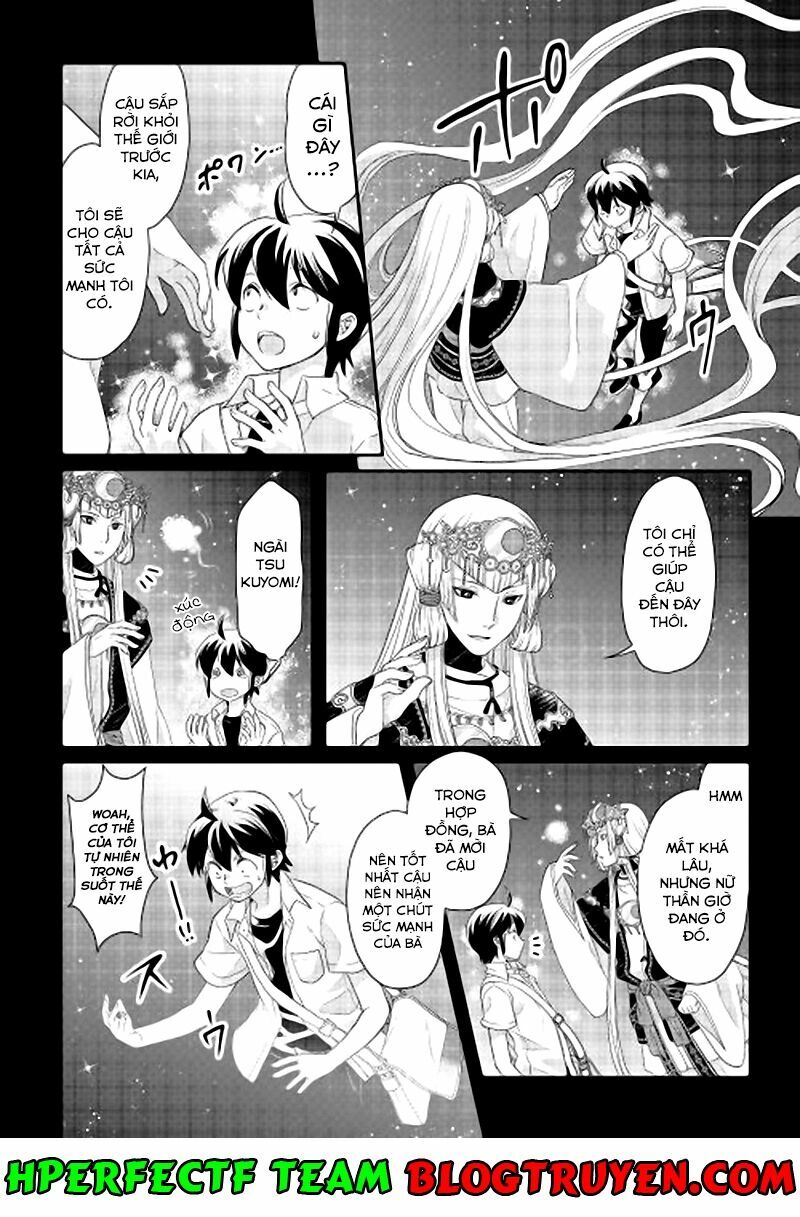 ポ
ウ
CÁI
GÌ
ĐÂY
...?
ポワン...
CẬU SẮP
RỜI KHỎI
THẾ GIỚI
TRƯỚC
KIA,
TÔI SẼ
CHO CẬU
TẤT CẢ
SỨC
MẠNH TÔI
CÓ.
TÔI CHỈ
CÓ THỂ
GIÚP
CẬU
ĐẾN ĐÂY
THÔI.
NGÀI
TSU
KUYOMI!
xúc
động
HMM
MẤT KHÁ
LÂU,
NHƯNG NỮ
THẦN GIỜ
ĐANG Ở
ĐÓ.
TRONG
HỢP
ĐỒNG, BÀ
ĐÃ MỜI
CẬU
NÊN TỐT
NHẤT CẬU
NÊN NHẬN
MỘT CHÚT
SỨC MẠNH
CỦA BÀ
WOAH,
CƠ THỂ
CỦA TÔI
TỰ NHIÊN
TRONG
SUỐT THẾ
NÀY!
わー!!
スゥ
HPERFECTF TEAM BLOGTRUYEN.COM